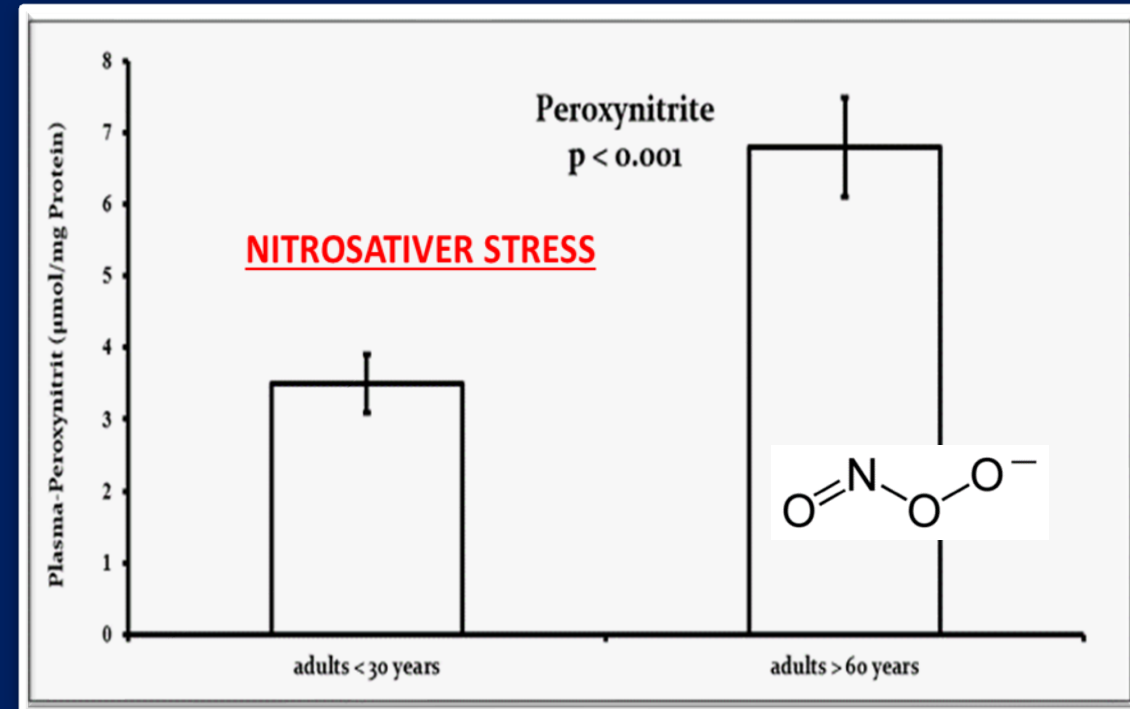 Plasma-Peroxynitrit (µmol/mg Protein)
8
7
6
5
4
3
2
1
0
Peroxynitrite
p < 0.001
NITROSATIVER STRESS
O N O O −
adults < 30 years
adults > 60 years